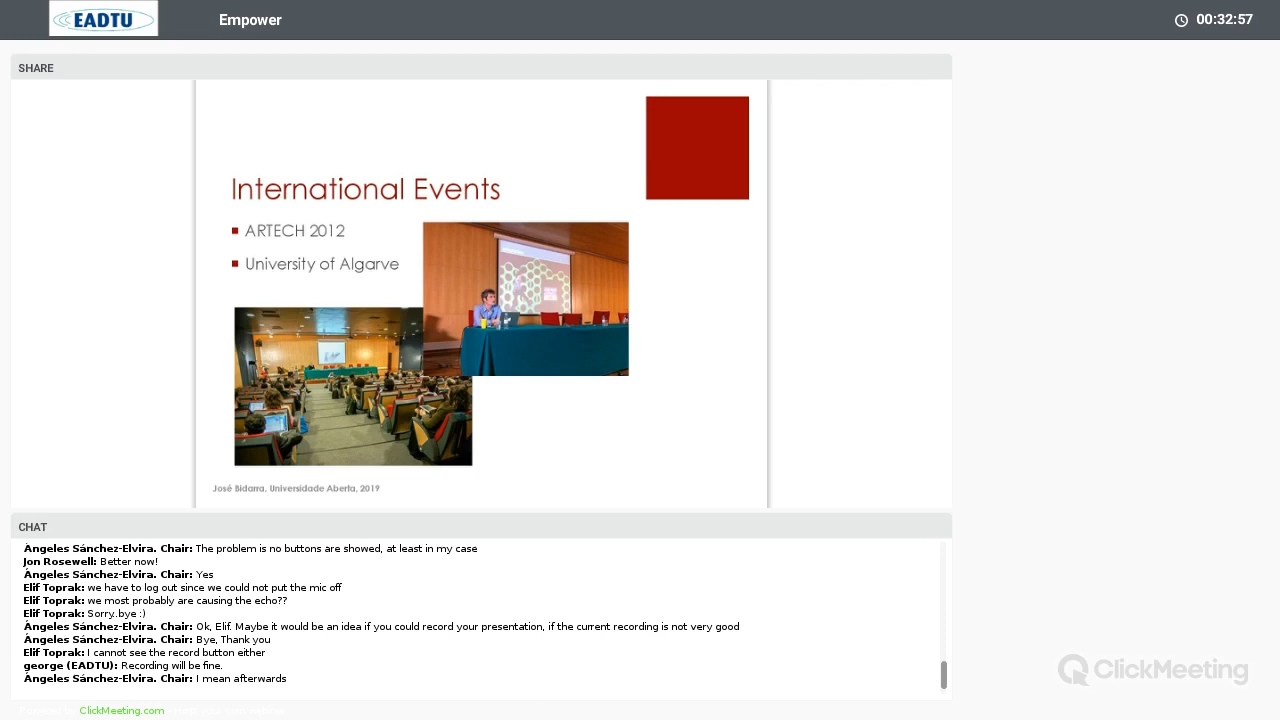 EADTU
Empower
00:32:57
SHARE
International Events
ARTECH 2012
University of Algarve
José Bidarra, Universidade Aberta, 2019
CHAT
Ángeles Sánchez-Elvira. Chair: The problem is no buttons are showed, at least in my case
Jon Rosewell: Better now!
Ángeles Sánchez-Elvira. Chair: Yes
Elif Toprak: we have to log out since we could not put the mic off
Elif Toprak: we most probably are causing the echo??
Elif Toprak: Sorry..bye :)
Ángeles Sánchez-Elvira. Chair: Ok, Elif. Maybe it would be an idea if you could record your presentation, if the current recording is not very good
Ángeles Sánchez-Elvira. Chair: Bye, Thank you
Elif Toprak: I cannot see the record button either
george (EADTU): Recording will be fine.
Ángeles Sánchez-Elvira. Chair: I mean afterwards
ClickMeeting
ClickMeeting.com